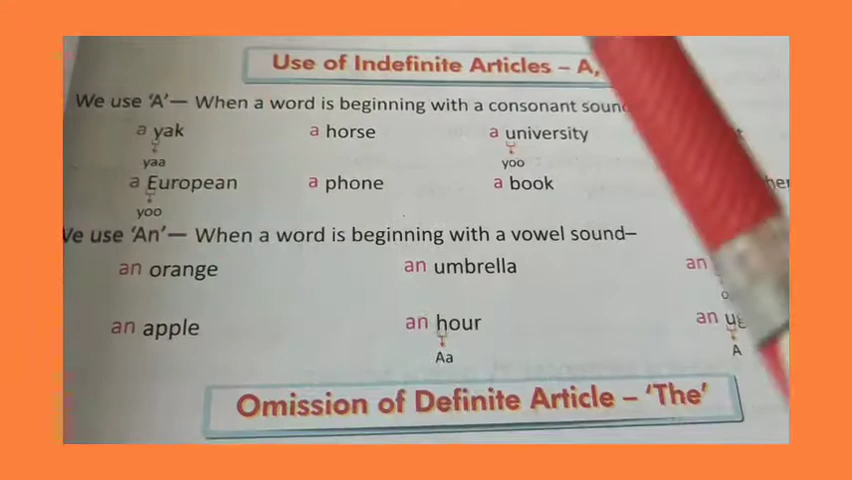 Use of Indefinite Articles – A,
We use 'A'— When a word is beginning with a consonant
a yak a horse a university
yaa yoo
a European a phone a book
yoo
We use 'An'— When a word is beginning with a vowel sound–
an orange an umbrella an
an apple an hour an
Aa A
Omission of Definite Article – 'The'